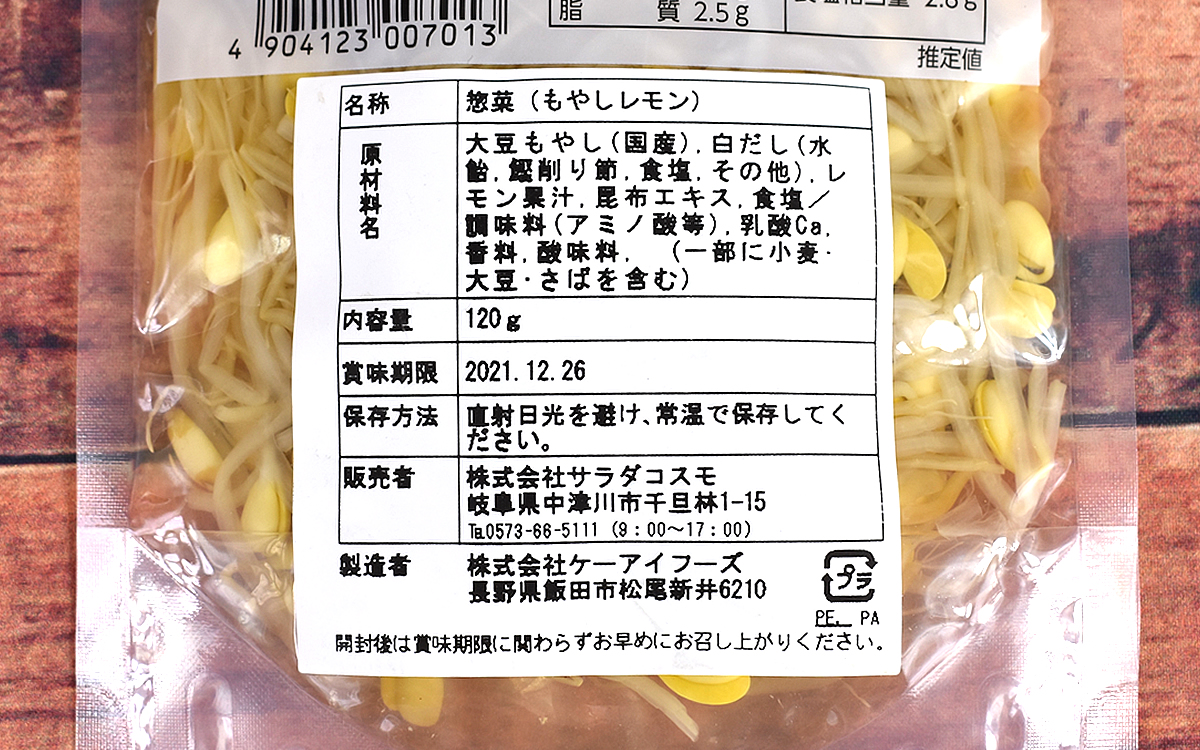 脂 質 2.5g
4 904123 007013
推定値
名称 惣菜（もやしレモン）
原材料名 大豆もやし(国産),白だし(水
飴,鰹削り節,食塩,その他),レ
モン果汁,昆布エキス,食塩／
調味料(アミノ酸等),乳酸Ca,
香料,酸味料, (一部に小麦・
大豆・さばを含む)
内容量 120g
賞味期限 2021.12.26
保存方法 直射日光を避け、常温で保存してく
ださい。
販売者 株式会社サラダコスモ
岐阜県中津川市千旦林1-15
℡0573-66-5111 (9:00～17:00)
製造者 株式会社ケーアイフーズ
長野県飯田市松尾新井6210
プラ
PE, PA
開封後は賞味期限に関わらずお早めにお召し上がりください。